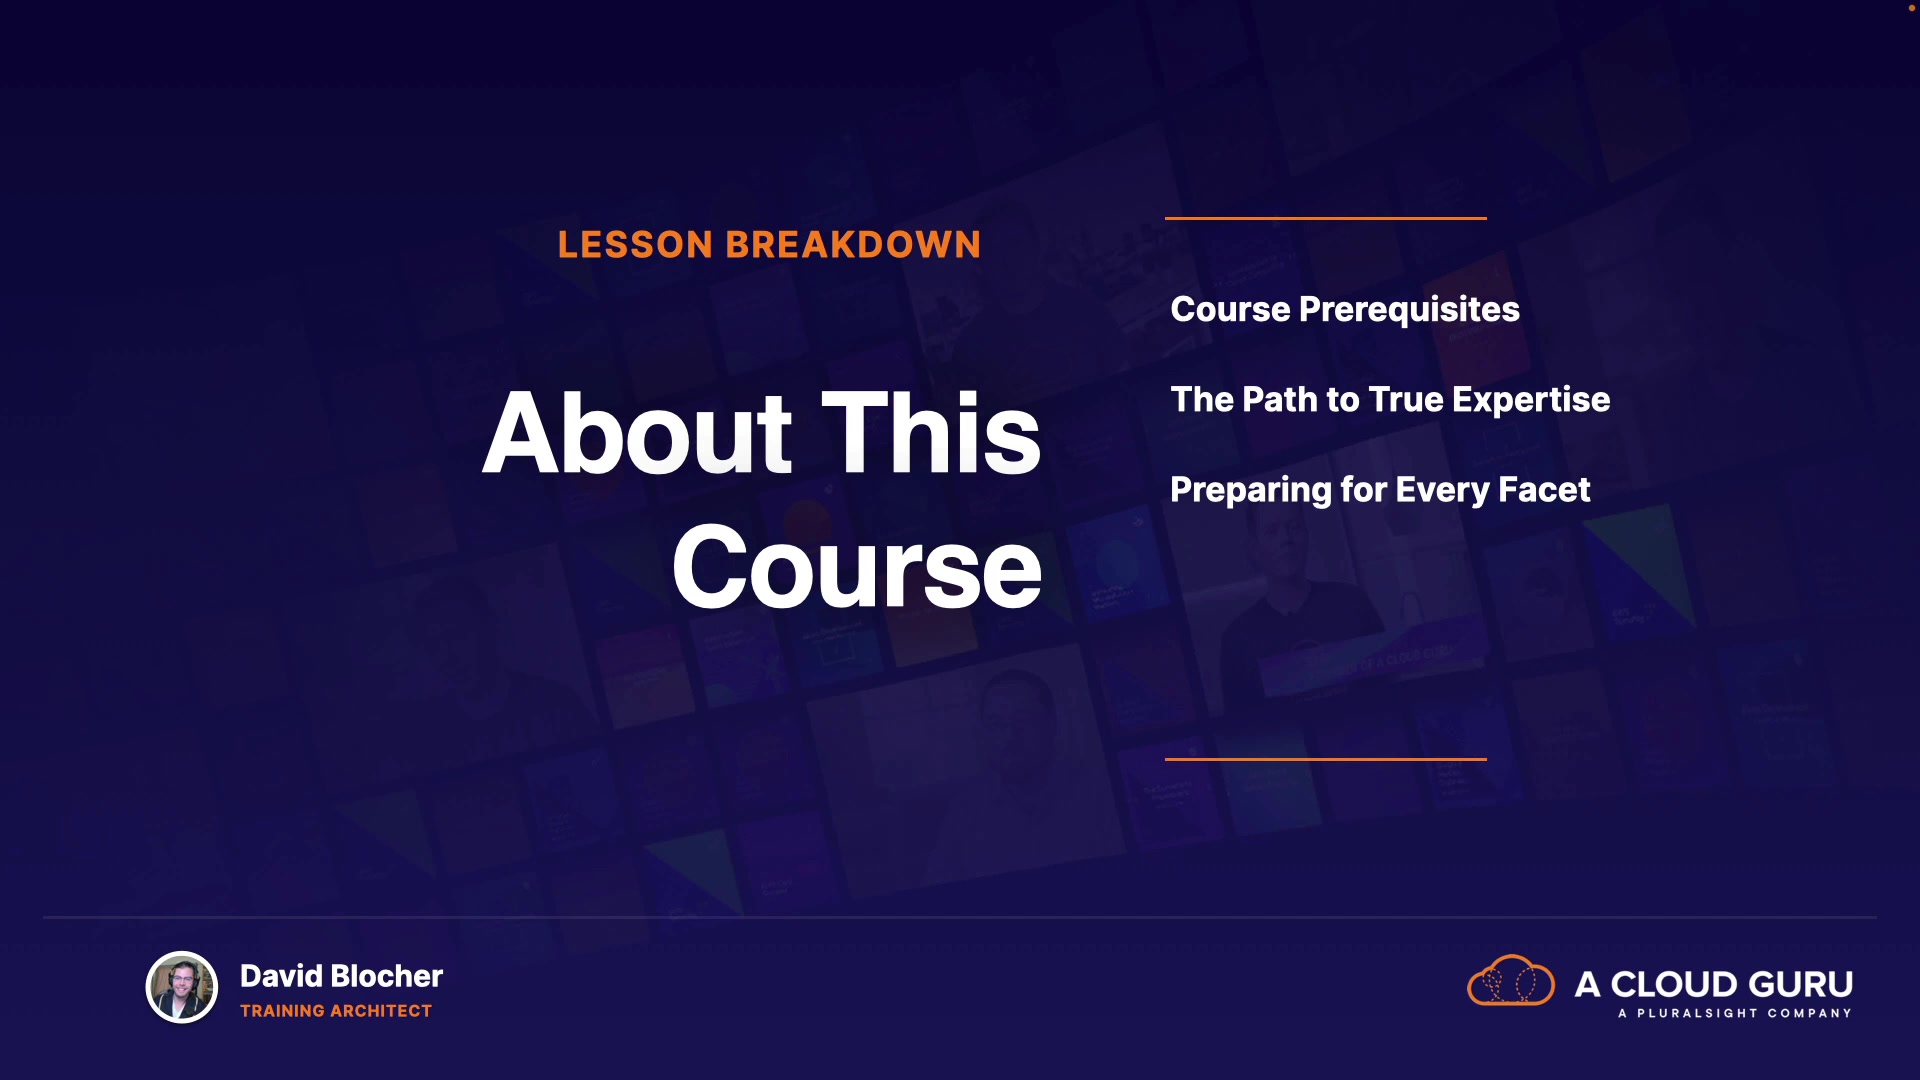 LESSON BREAKDOWN
About This
Course
Course Prerequisites
The Path to True Expertise
Preparing for Every Facet
David Blocher
TRAINING ARCHITECT
A CLOUD GURU
A PLURALSIGHT COMPANY